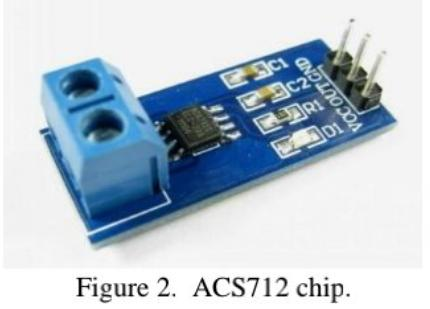 C1
C2
R1
D1
VCC OUT GND
Figure 2. ACS712 chip.